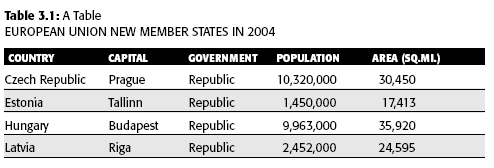 Table 3.1: A Table
EUROPEAN UNION NEW MEMBER STATES IN 2004
COUNTRY CAPITAL GOVERNMENT POPULATION AREA (SQ.MI.)
Czech Republic Prague Republic 10,320,000 30,450
Estonia Tallinn Republic 1,450,000 17,413
Hungary Budapest Republic 9,963,000 35,920
Latvia Riga Republic 2,452,000 24,595